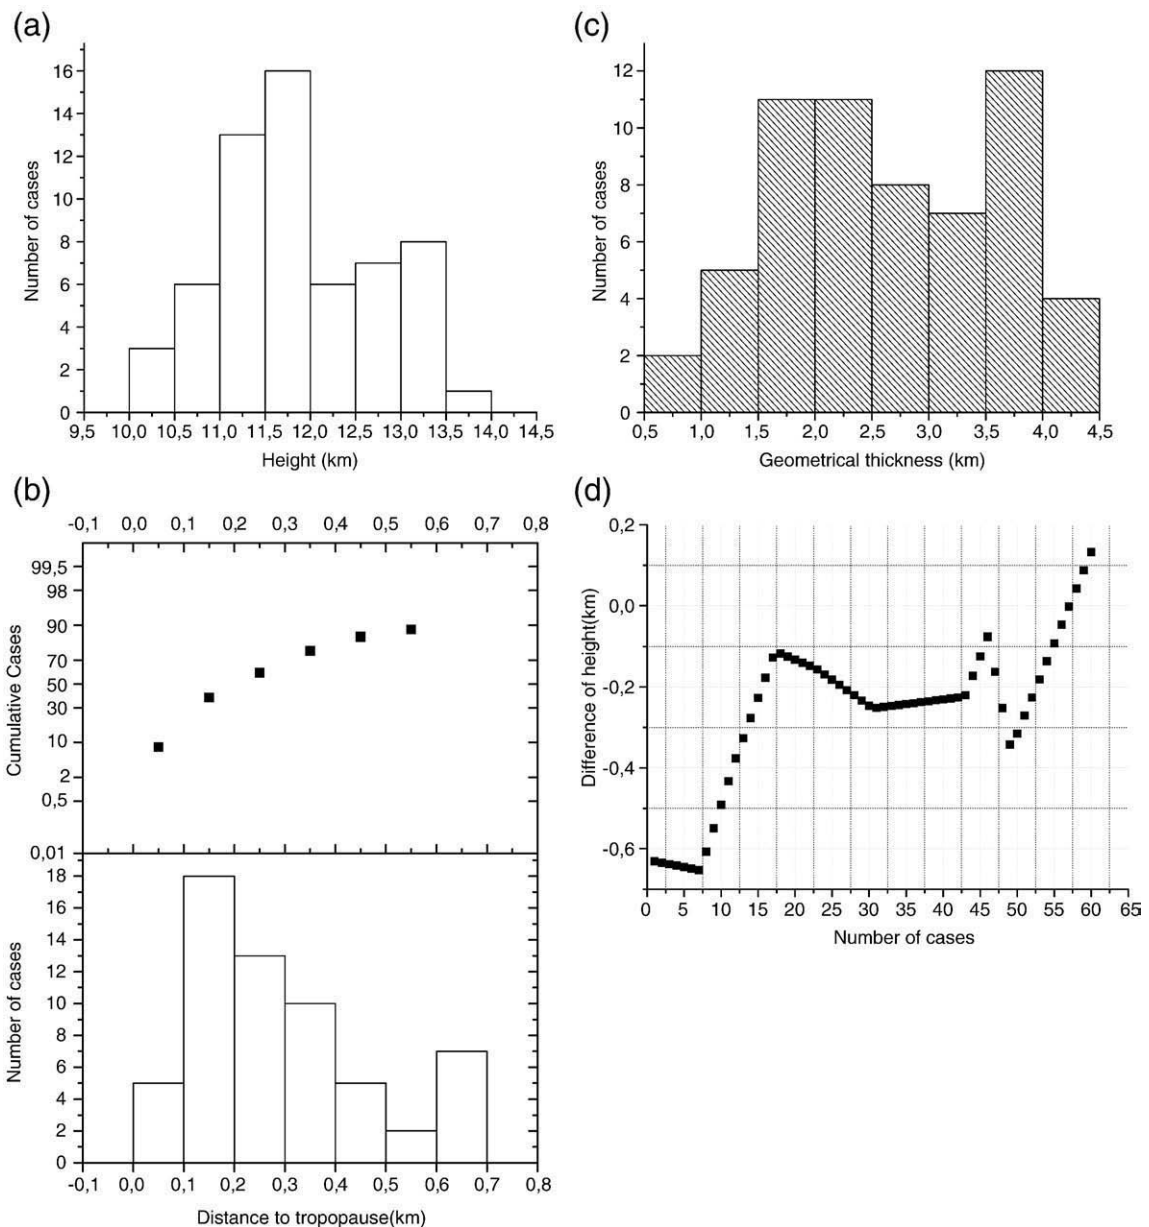 (a)
Number of cases
16
14
12
10
8
6
4
2
0
9,5 10,0 10,5 11,0 11,5 12,0 12,5 13,0 13,5 14,0 14,5
Height (km)
(c)
Number of cases
12
10
8
6
4
2
0
0,5 1,0 1,5 2,0 2,5 3,0 3,5 4,0 4,5
Geometrical thickness (km)
(b)
-0,1 0,0 0,1 0,2 0,3 0,4 0,5 0,6 0,7 0,8
Cumulative Cases
99,5
98
90
70
50
30
10
2
0,5
0,01
Number of cases
18
16
14
12
10
8
6
4
2
0
-0,1 0,0 0,1 0,2 0,3 0,4 0,5 0,6 0,7 0,8
Distance to tropopause(km)
(d)
Difference of height(km)
0,2
0,0
-0,2
-0,4
-0,6
0 5 10 15 20 25 30 35 40 45 50 55 60 65
Number of cases